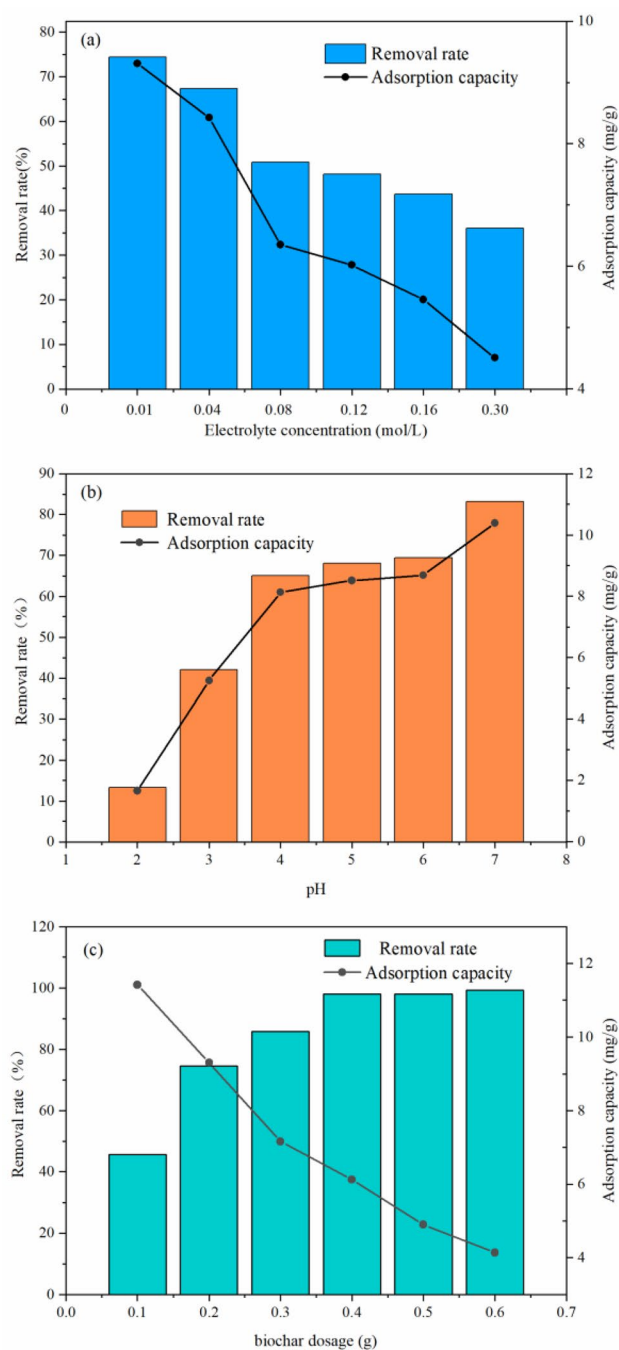 (a)
Removal rate
Adsorption capacity
80
70
60
50
40
30
20
10
0
Removal rate(%)
10
8
6
4
Adsorption capacity (mg/g)
0 0.01 0.04 0.08 0.12 0.16 0.30
Electrolyte concentration (mol/L)
(b)
Removal rate
Adsorption capacity
90
80
70
60
50
40
30
20
10
0
Removal rate（%）
12
10
8
6
4
2
0
Adsorption capacity (mg/g)
1 2 3 4 5 6 7 8
pH
(c)
Removal rate
Adsorption capacity
120
100
80
60
40
20
0
Removal rate（%）
12
10
8
6
4
Adsorption capacity (mg/g)
0.0 0.1 0.2 0.3 0.4 0.5 0.6 0.7
biochar dosage (g)